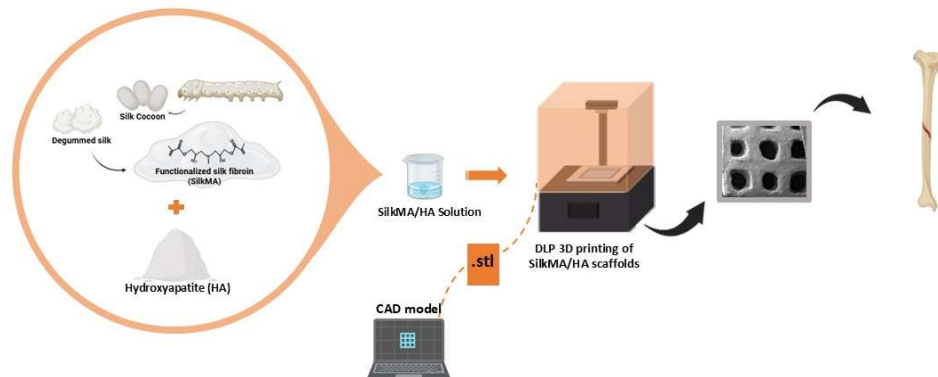 Silk Cocoon
Degummed silk
Functionalized silk fibroin
(SilkMA)
Hydroxyapatite (HA)
SilkMA/HA Solution
.stl
CAD model
DLP 3D printing of
SilkMA/HA scaffolds